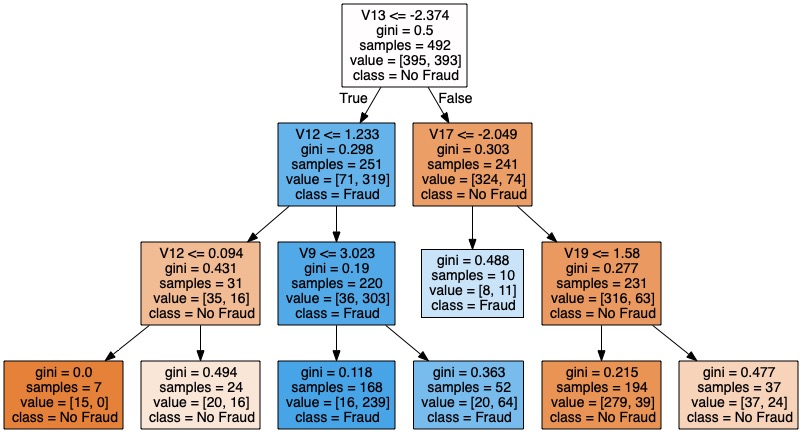 V13 <= -2.374
gini = 0.5
samples = 492
value = [395, 393]
class = No Fraud
True
False
V12 <= 1.233
gini = 0.298
samples = 251
value = [71, 319]
class = Fraud
V17 <= -2.049
gini = 0.303
samples = 241
value = [324, 74]
class = No Fraud
V12 <= 0.094
gini = 0.431
samples = 31
value = [35, 16]
class = No Fraud
V9 <= 3.023
gini = 0.19
samples = 220
value = [36, 303]
class = Fraud
gini = 0.488
samples = 10
value = [8, 11]
class = Fraud
V19 <= 1.58
gini = 0.277
samples = 231
value = [316, 63]
class = No Fraud
gini = 0.0
samples = 7
value = [15, 0]
class = No Fraud
gini = 0.494
samples = 24
value = [20, 16]
class = No Fraud
gini = 0.118
samples = 168
value = [16, 239]
class = Fraud
gini = 0.363
samples = 52
value = [20, 64]
class = Fraud
gini = 0.215
samples = 194
value = [279, 39]
class = No Fraud
gini = 0.477
samples = 37
value = [37, 24]
class = No Fraud